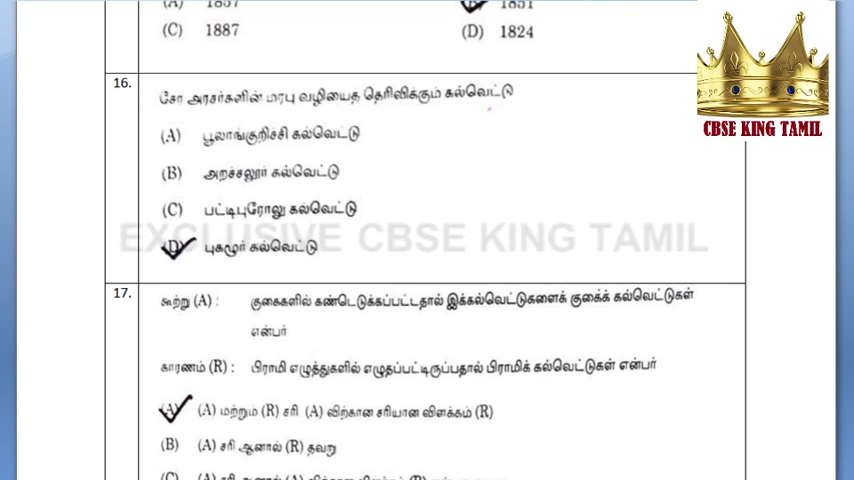 (A) 1857 (B) 1851
(C) 1887 (D) 1824
16. சேர அரசர்களின் மரபு வழியைத் தெரிவிக்கும் கல்வெட்டு
(A) பூலாங்குறிச்சி கல்வெட்டு
(B) அறச்சலூர் கல்வெட்டு
(C) பட்டிபுரோலு கல்வெட்டு
(D) புகழூர் கல்வெட்டு
17. கூற்று (A) : குகைகளில் கண்டெடுக்கப்பட்டதால் இக்கல்வெட்டுகளைக் குகைக் கல்வெட்டுகள்
என்பர்
காரணம் (R) : பிராமி எழுத்துகளில் எழுதப்பட்டிருப்பதால் பிராமிக் கல்வெட்டுகள் என்பர்
(A) (A) மற்றும் (R) சரி (A) விற்கான சரியான விளக்கம் (R)
(B) (A) சரி ஆனால் (R) தவறு
CBSE KING TAMIL
EXCLUSIVE CBSE KING TAMIL